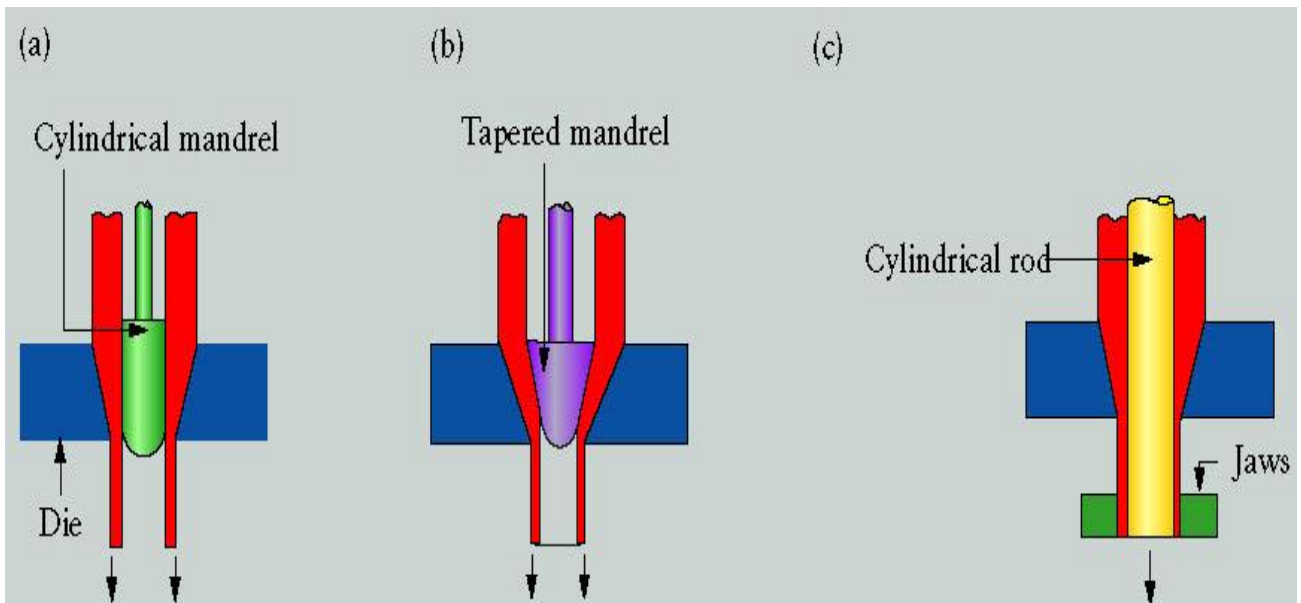 (a)
(b)
(c)
Cylindrical mandrel
Tapered mandrel
Cylindrical rod
Jaws
Die